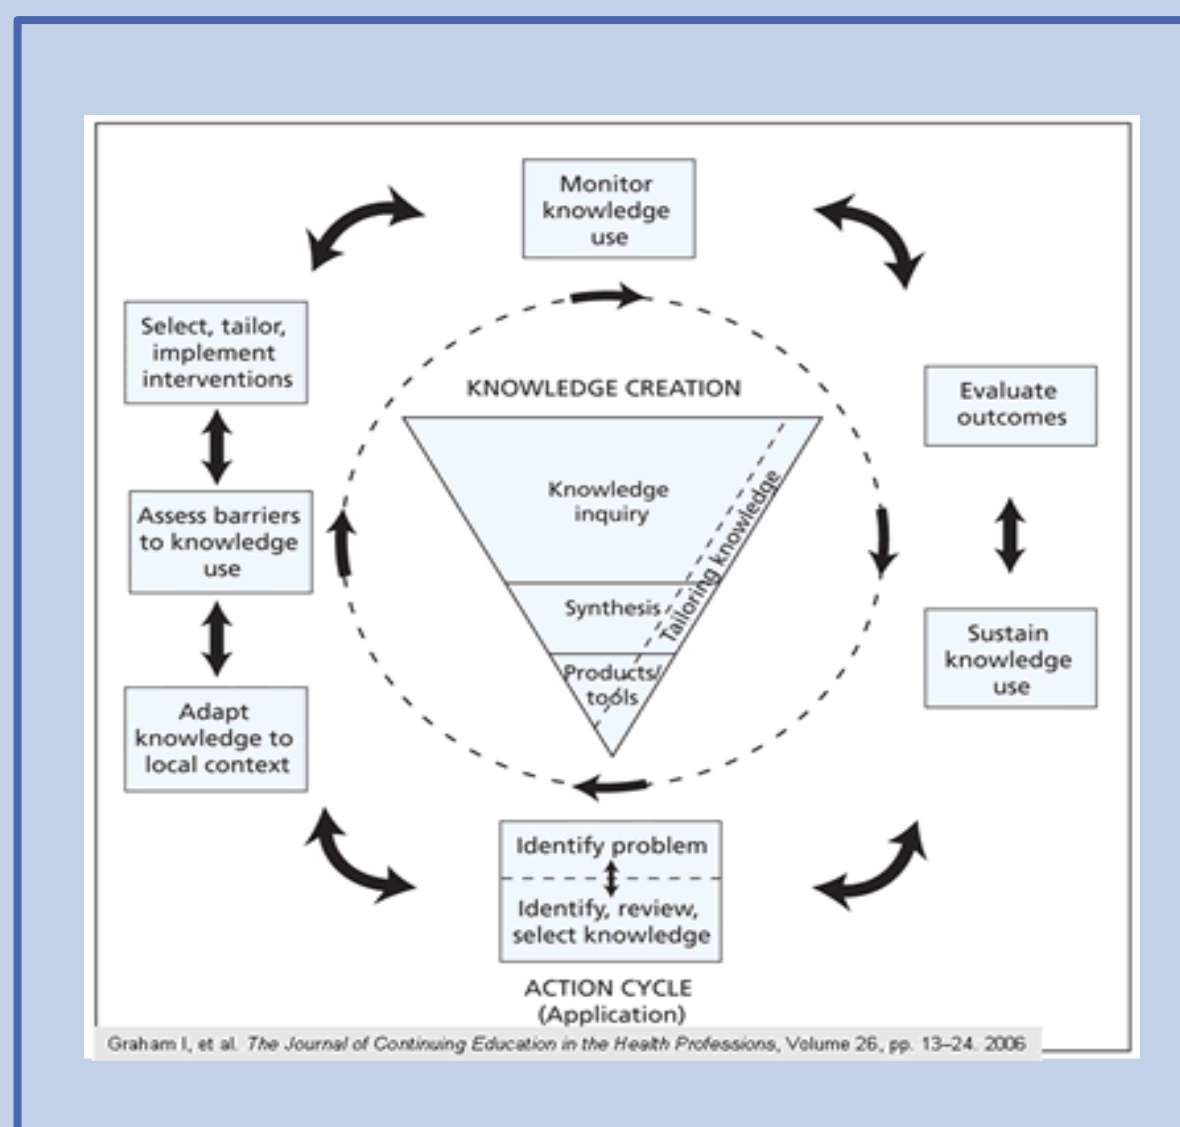 Monitor
knowledge
use
Select, tailor,
implement
interventions
Evaluate
outcomes
KNOWLEDGE CREATION
Knowledge
inquiry
Tailoring knowledge
Assess barriers
to knowledge
use
Synthesis
Sustain
knowledge
use
Products/
tools
Adapt
knowledge to
local context
Identify problem
Identify, review,
select knowledge
ACTION CYCLE
(Application)
Graham I, et al. The Journal of Continuing Education in the Health Professions, Volume 26, pp. 13–24. 2006